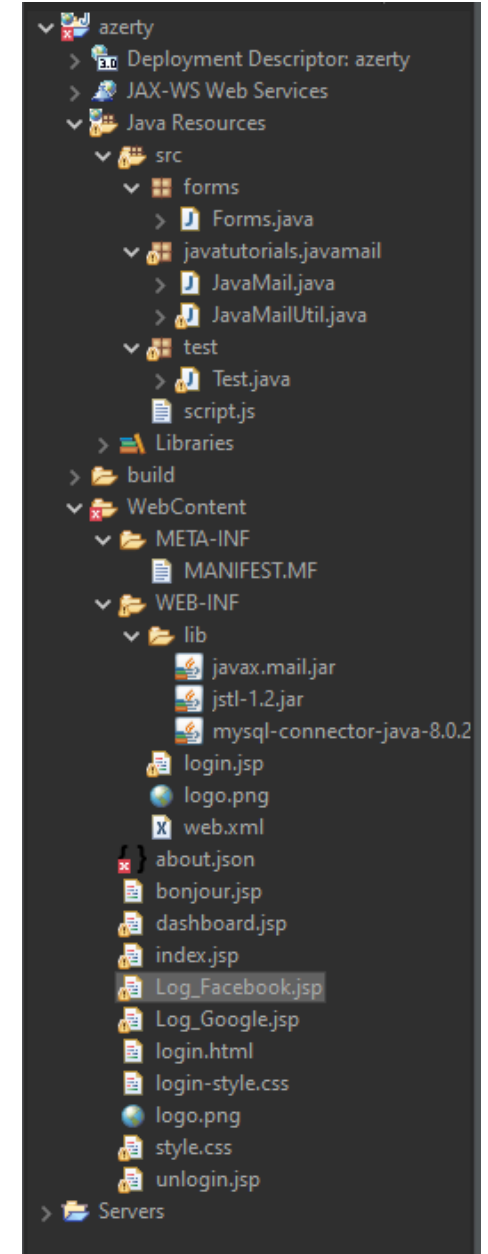 azerty
Deployment Descriptor: azerty
JAX-WS Web Services
Java Resources
src
forms
Forms.java
javatutorials.javamail
JavaMail.java
JavaMailUtil.java
test
Test.java
script.js
Libraries
build
WebContent
META-INF
MANIFEST.MF
WEB-INF
lib
javax.mail.jar
jstl-1.2.jar
mysql-connector-java-8.0.2
login.jsp
logo.png
web.xml
about.json
bonjour.jsp
dashboard.jsp
index.jsp
Log_Facebook.jsp
Log_Google.jsp
login.html
login-style.css
logo.png
style.css
unlogin.jsp
Servers